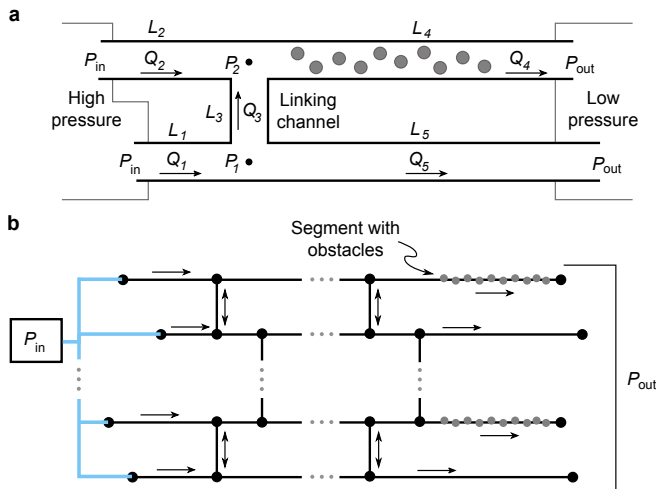 a
L2 L4
Pin Q2 P2 Q4 Pout
High pressure
L3 Q3 Linking channel
Low pressure
L1 L5
Pin Q1 P1 Q5 Pout
b
Segment with obstacles
Pin
Pout